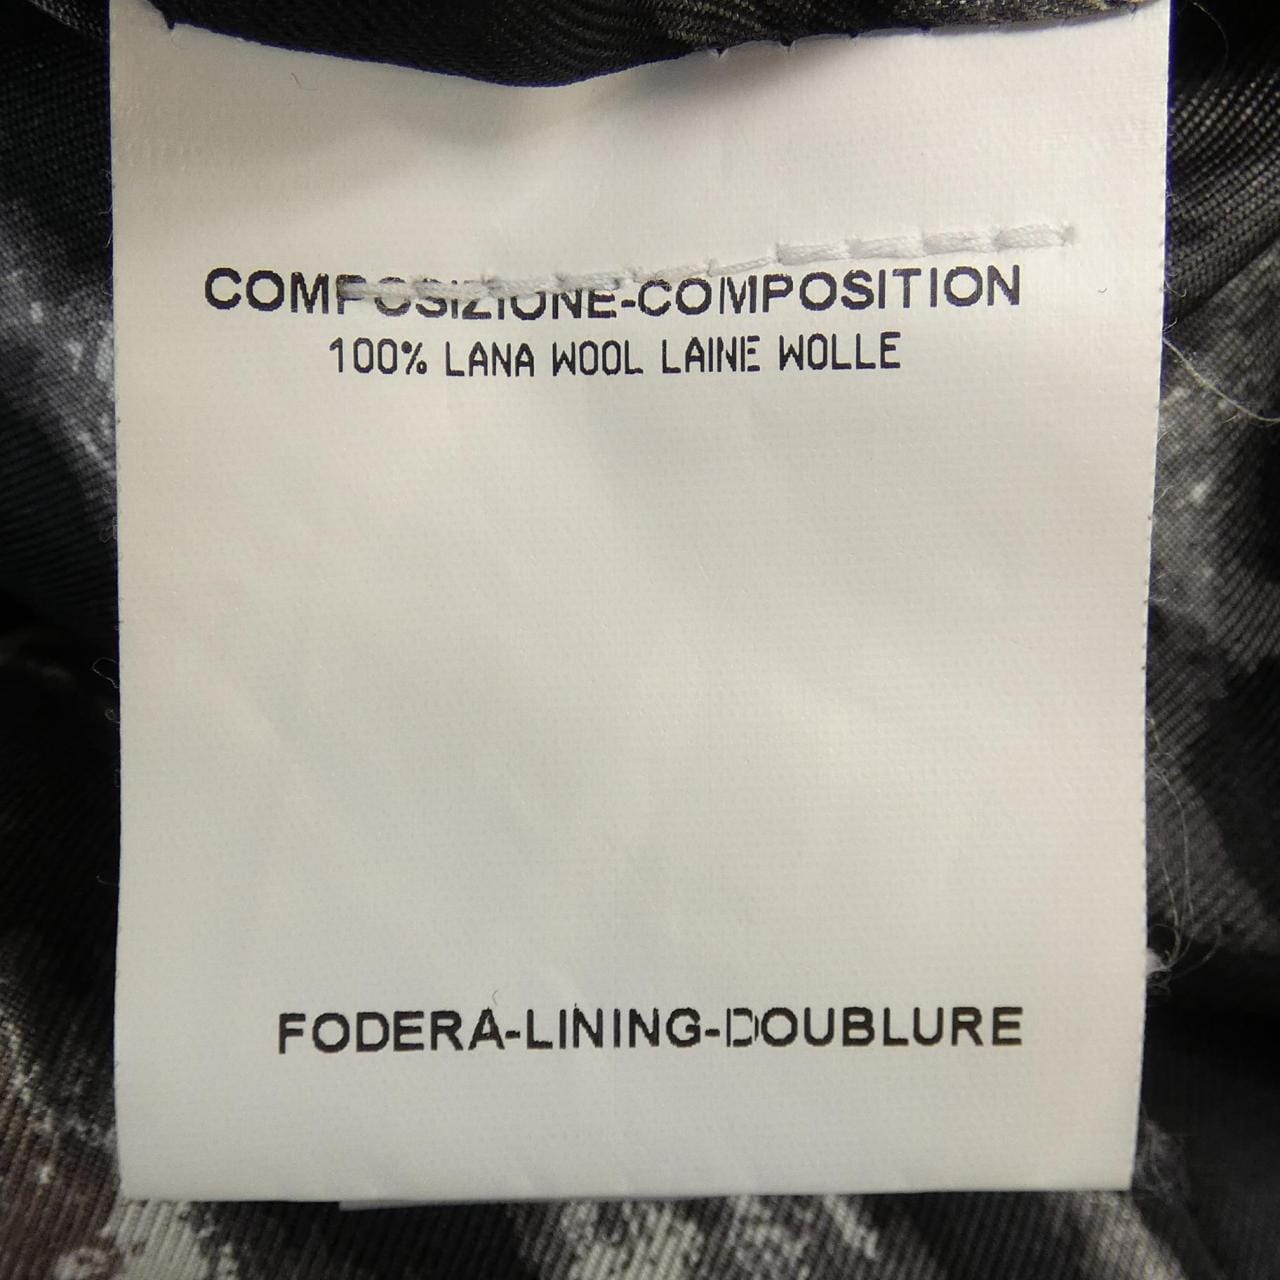 COMPOSIZIONE-COMPOSITION
100% LANA WOOL LAINE WOLLE
FODERA-LINING-DOUBLURE